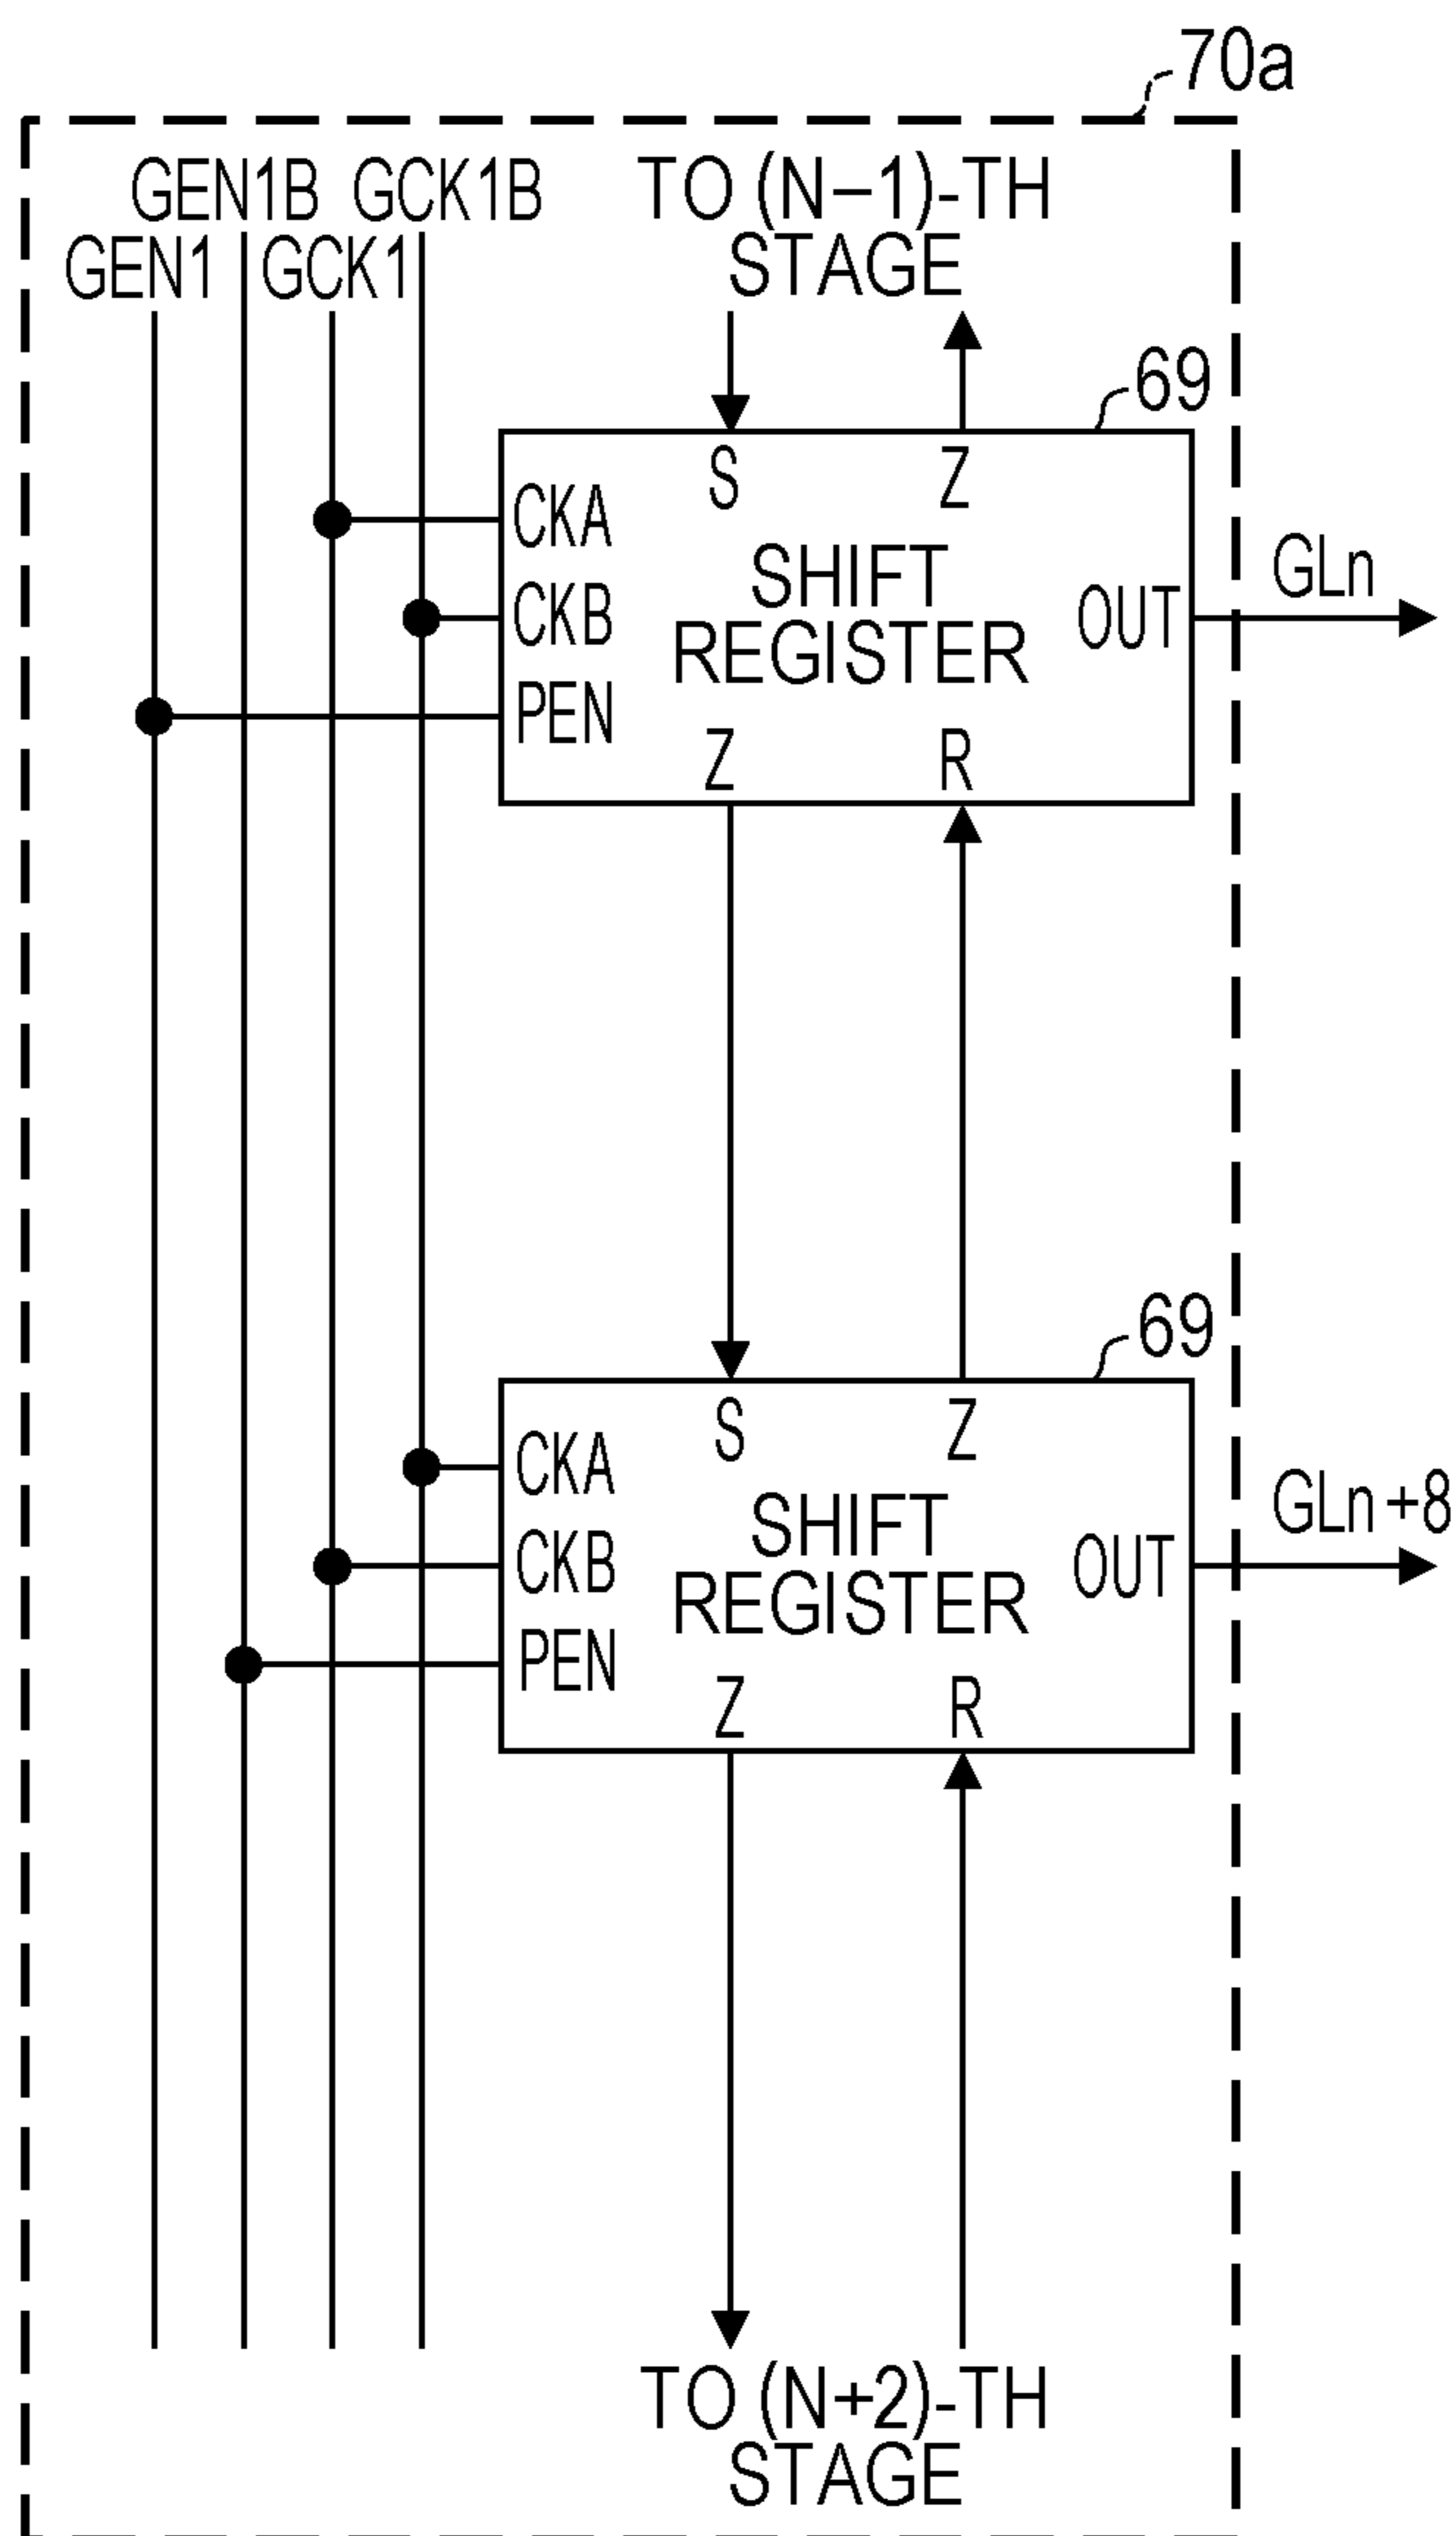 70a
GEN1B GCK1B TO (N−1)-TH
GEN1 GCK1 STAGE
69
S Z
CKA
SHIFT
CKB
REGISTER
OUT
GLn
PEN
Z R
69
S Z
CKA
SHIFT
CKB
REGISTER
OUT
GLn+8
PEN
Z R
TO (N+2)-TH
STAGE